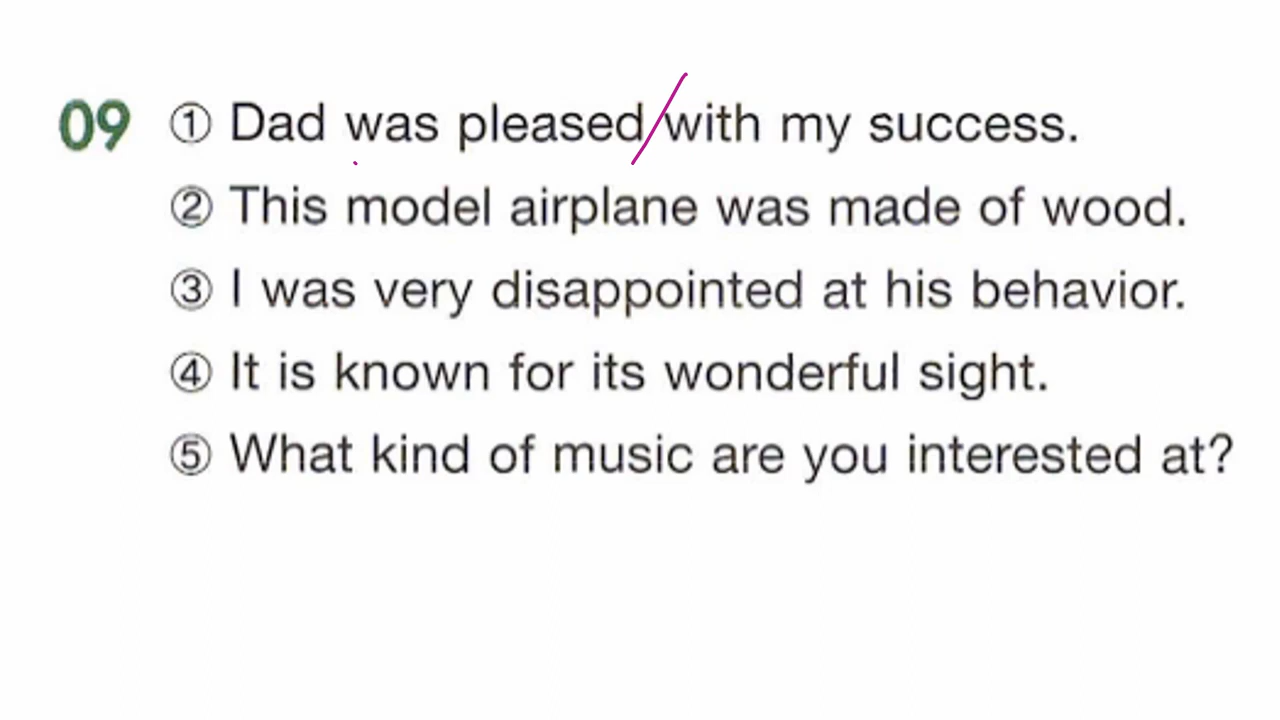 09 ① Dad was pleased/with my success.
② This model airplane was made of wood.
③ I was very disappointed at his behavior.
④ It is known for its wonderful sight.
⑤ What kind of music are you interested at?